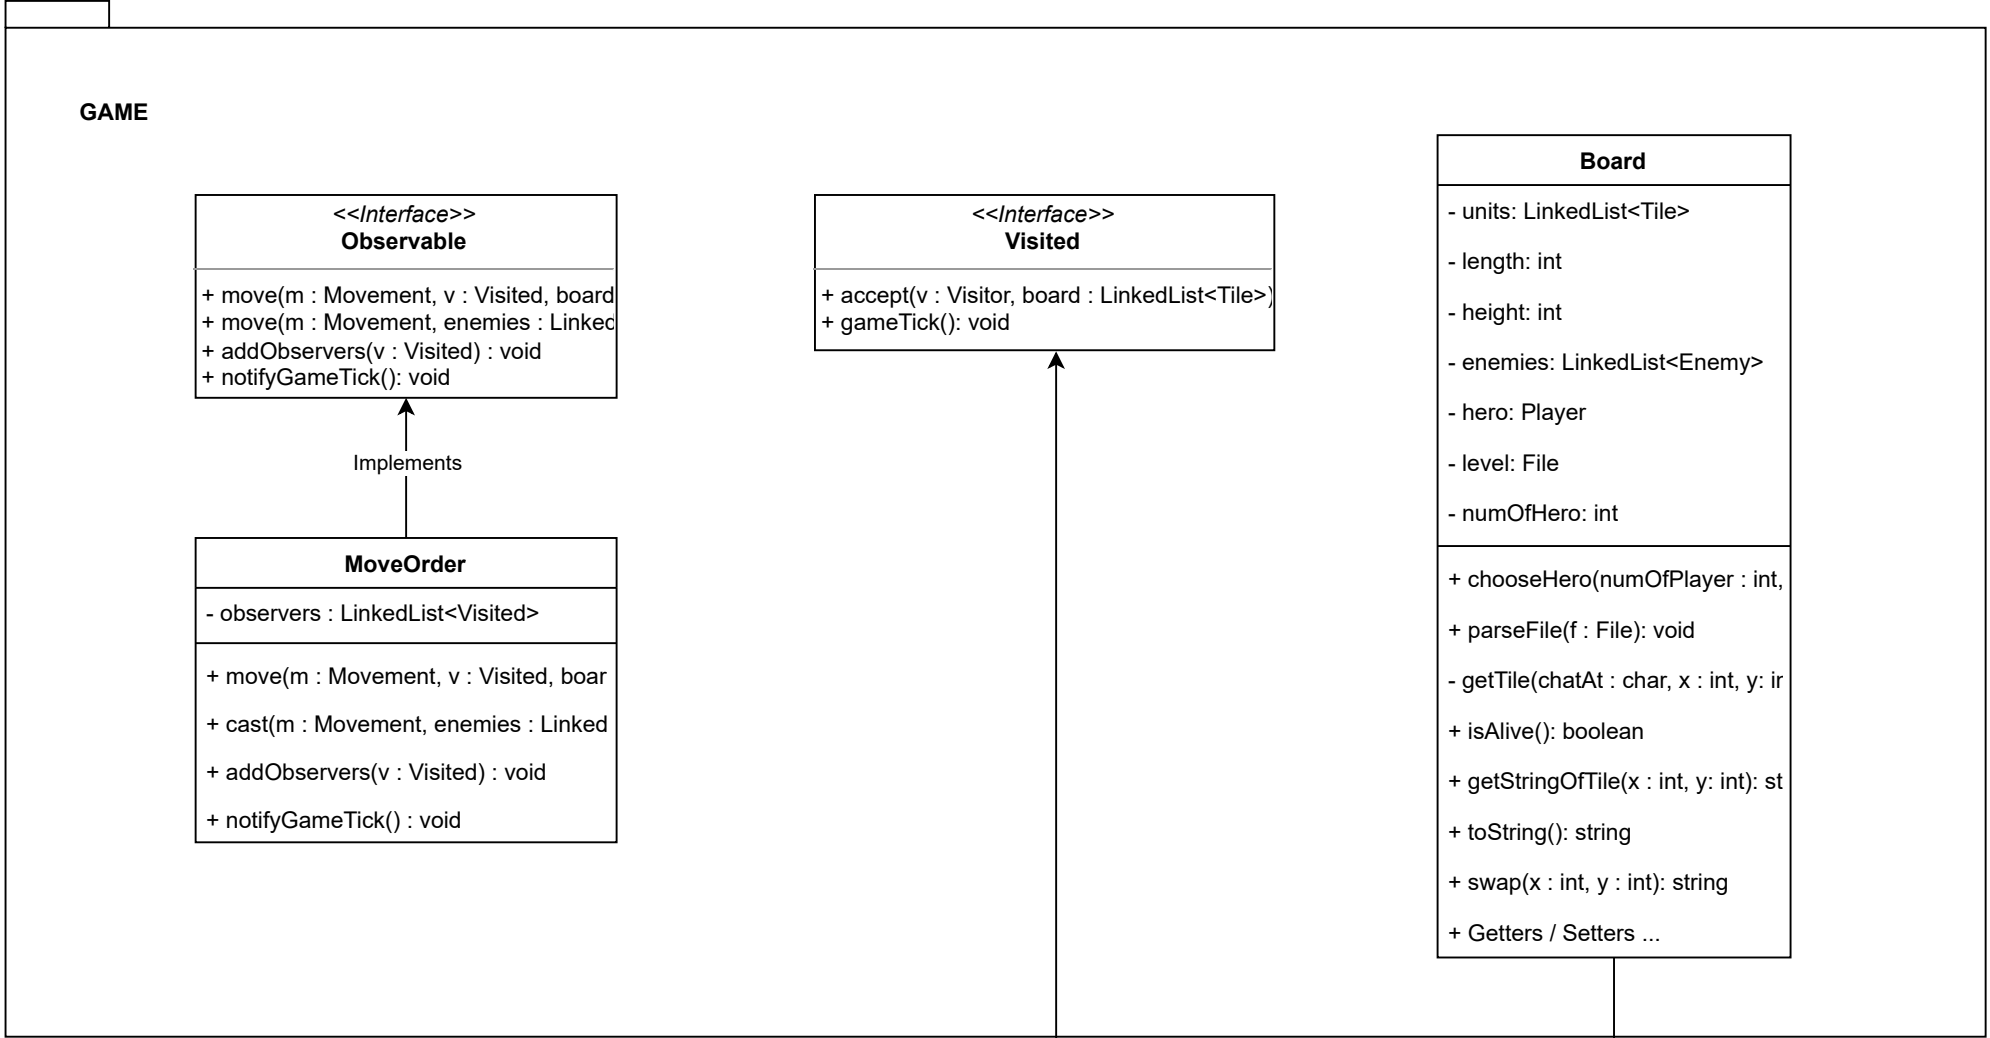 GAME
<<Interface>>
Observable
+ move(m : Movement, v : Visited, board
+ move(m : Movement, enemies : Linked
+ addObservers(v : Visited) : void
+ notifyGameTick(): void
Implements
MoveOrder
- observers : LinkedList<Visited>
+ move(m : Movement, v : Visited, boar
+ cast(m : Movement, enemies : Linked
+ addObservers(v : Visited) : void
+ notifyGameTick() : void
<<Interface>>
Visited
+ accept(v : Visitor, board : LinkedList<Tile>)
+ gameTick(): void
Board
- units: LinkedList<Tile>
- length: int
- height: int
- enemies: LinkedList<Enemy>
- hero: Player
- level: File
- numOfHero: int
+ chooseHero(numOfPlayer : int,
+ parseFile(f : File): void
- getTile(chatAt : char, x : int, y: in
+ isAlive(): boolean
+ getStringOfTile(x : int, y: int): st
+ toString(): string
+ swap(x : int, y : int): string
+ Getters / Setters ...